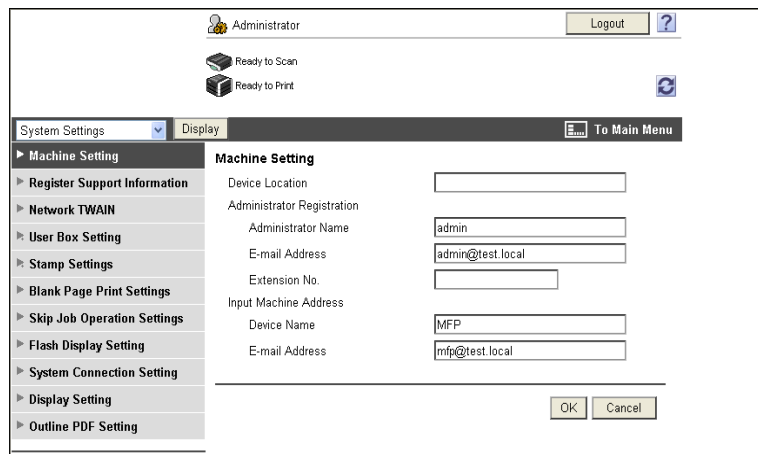 Administrator
Logout
?
Ready to Scan
Ready to Print
System Settings
Display
To Main Menu
Machine Setting
Register Support Information
Network TWAIN
User Box Setting
Stamp Settings
Blank Page Print Settings
Skip Job Operation Settings
Flash Display Setting
System Connection Setting
Display Setting
Outline PDF Setting
Machine Setting
Device Location
Administrator Registration
Administrator Name admin
E-mail Address admin@test.local
Extension No.
Input Machine Address
Device Name MFP
E-mail Address mfp@test.local
OK Cancel